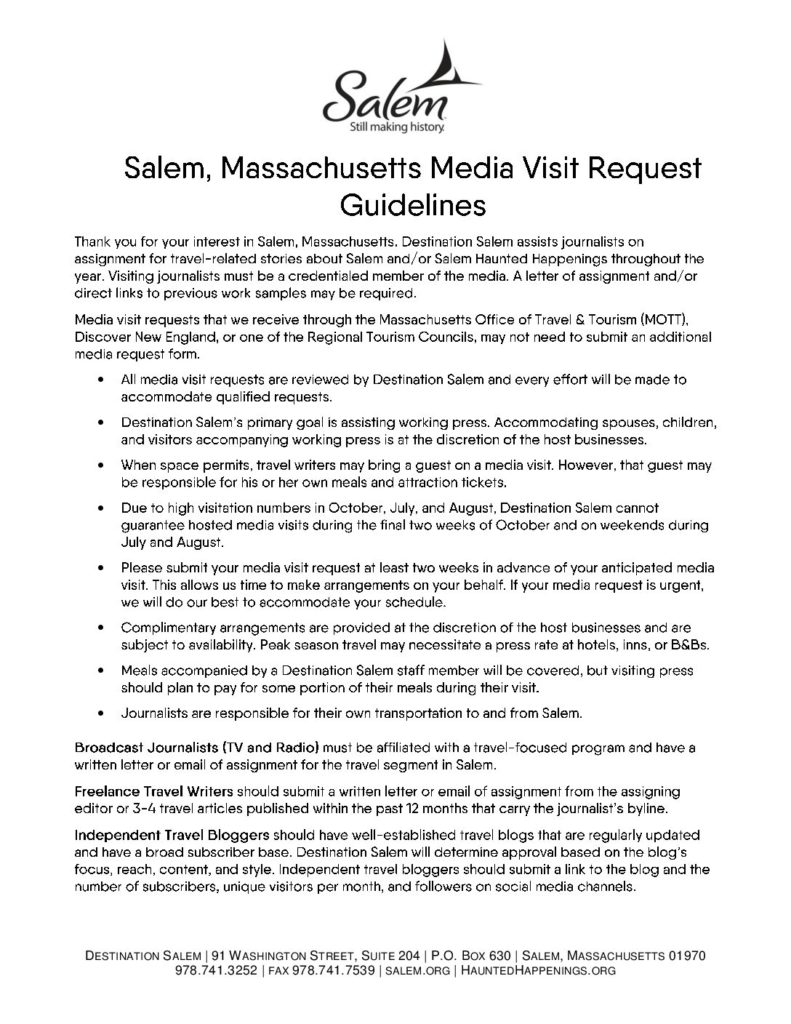 Salem
Still making history.
Salem, Massachusetts Media Visit Request
Guidelines
Thank you for your interest in Salem, Massachusetts. Destination Salem assists journalists on
assignment for travel-related stories about Salem and/or Salem Haunted Happenings throughout the
year. Visiting journalists must be a credentialed member of the media. A letter of assignment and/or
direct links to previous work samples may be required.
Media visit requests that we receive through the Massachusetts Office of Travel & Tourism (MOTT),
Discover New England, or one of the Regional Tourism Councils, may not need to submit an additional
media request form.
• All media visit requests are reviewed by Destination Salem and every effort will be made to
accommodate qualified requests.
• Destination Salem's primary goal is assisting working press. Accommodating spouses, children,
and visitors accompanying working press is at the discretion of the host businesses.
• When space permits, travel writers may bring a guest on a media visit. However, that guest may
be responsible for his or her own meals and attraction tickets.
• Due to high visitation numbers in October, July, and August, Destination Salem cannot
guarantee hosted media visits during the final two weeks of October and on weekends during
July and August.
• Please submit your media visit request at least two weeks in advance of your anticipated media
visit. This allows us time to make arrangements on your behalf. If your media request is urgent,
we will do our best to accommodate your schedule.
• Complimentary arrangements are provided at the discretion of the host businesses and are
subject to availability. Peak season travel may necessitate a press rate at hotels, inns, or B&Bs.
• Meals accompanied by a Destination Salem staff member will be covered, but visiting press
should plan to pay for some portion of their meals during their visit.
• Journalists are responsible for their own transportation to and from Salem.
Broadcast Journalists (TV and Radio) must be affiliated with a travel-focused program and have a
written letter or email of assignment for the travel segment in Salem.
Freelance Travel Writers should submit a written letter or email of assignment from the assigning
editor or 3-4 travel articles published within the past 12 months that carry the journalist's byline.
Independent Travel Bloggers should have well-established travel blogs that are regularly updated
and have a broad subscriber base. Destination Salem will determine approval based on the blog's
focus, reach, content, and style. Independent travel bloggers should submit a link to the blog and the
number of subscribers, unique visitors per month, and followers on social media channels.
DESTINATION SALEM | 91 WASHINGTON STREET, SUITE 204 | P.O. BOX 630 | SALEM, MASSACHUSETTS 01970
978.741.3252 | FAX 978.741.7539 | SALEM.ORG | HAUNTEDHAPPENINGS.ORG